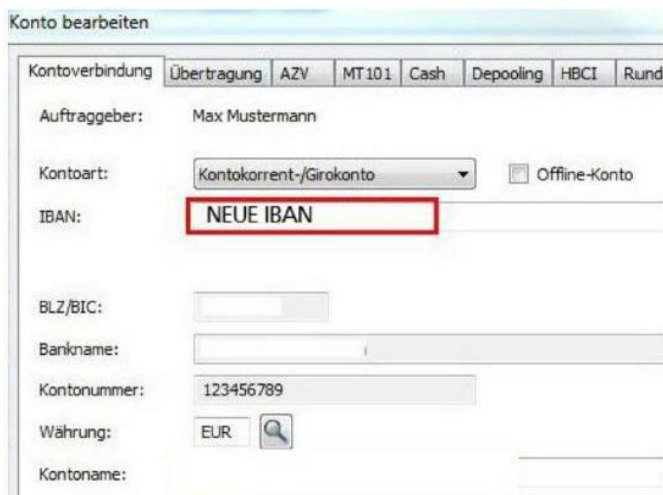 Konto bearbeiten
Kontoverbindung Übertragung AZV MT101 Cash Depooling HBCI Rund
Auftraggeber: Max Mustermann
Kontoart: Kontokorrent-/Girokonto Offline-Konto
IBAN: NEUE IBAN
BLZ/BIC:
Bankname:
Kontonummer: 123456789
Währung: EUR
Kontoname: